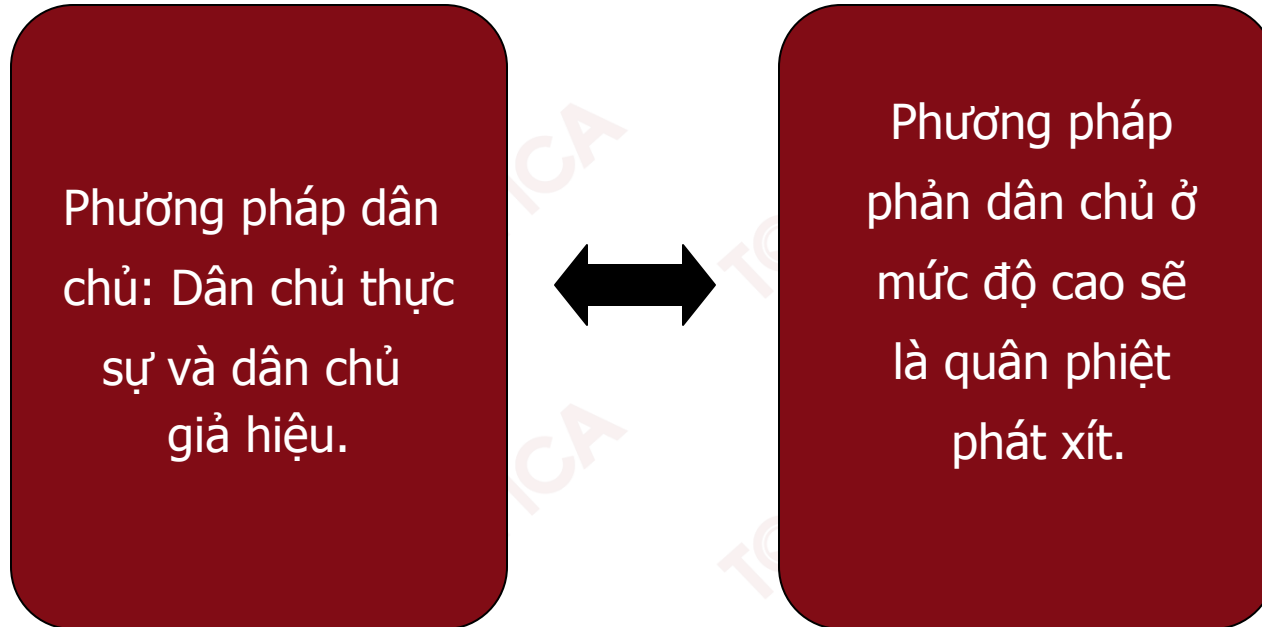 Phương pháp dân
chủ: Dân chủ thực
sự và dân chủ
giả hiệu.
Phương pháp
phản dân chủ ở
mức độ cao sẽ
là quân phiệt
phát xít.